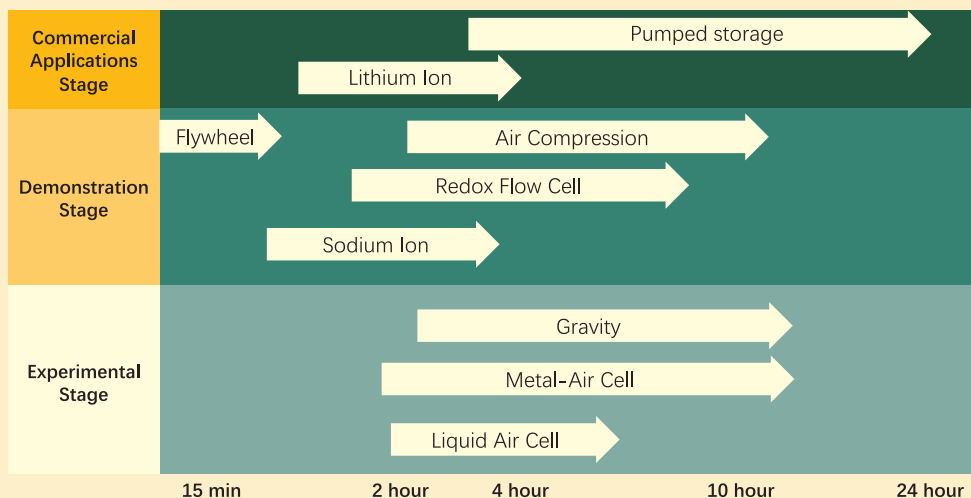 Commercial
Applications
Stage
Pumped storage
Lithium Ion
Demonstration
Stage
Flywheel
Air Compression
Redox Flow Cell
Sodium Ion
Experimental
Stage
Gravity
Metal-Air Cell
Liquid Air Cell
15 min
2 hour
4 hour
10 hour
24 hour